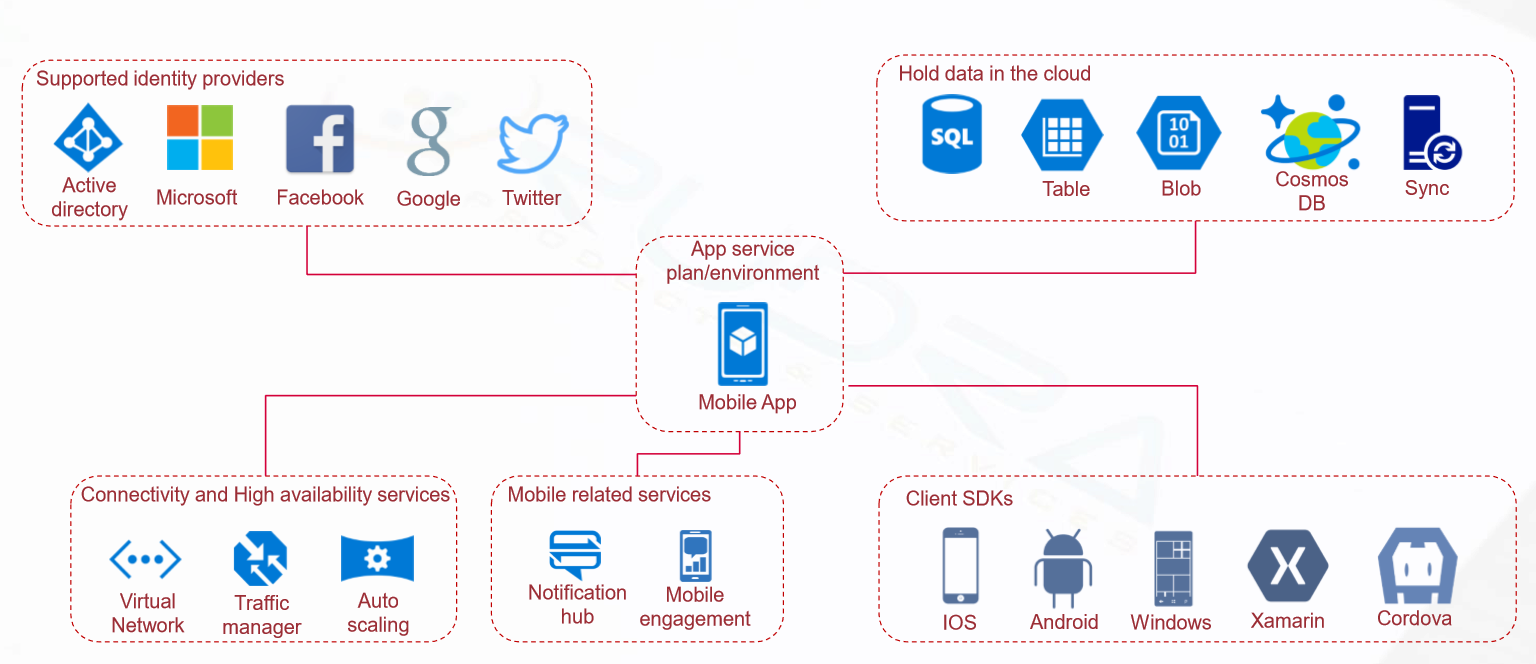 Supported identity providers
Active
directory
Microsoft
Facebook
Google
Twitter
Hold data in the cloud
SQL
10
01
Table
Blob
Cosmos
DB
Sync
App service
plan/environment
Mobile App
Connectivity and High availability services
Virtual
Network
Traffic
manager
Auto
scaling
Mobile related services
Notification
hub
Mobile
engagement
Client SDKs
IOS
Android
Windows
Xamarin
Cordova